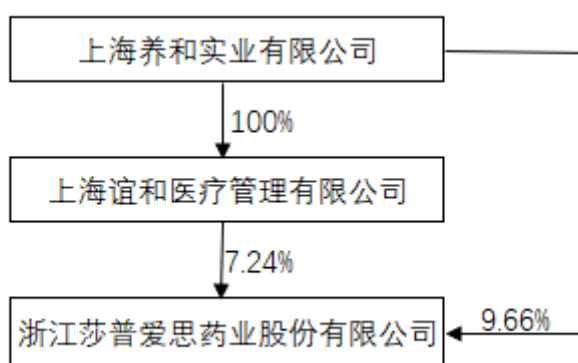 上海养和实业有限公司
100%
上海谊和医疗管理有限公司
7.24%
浙江莎普爱思药业股份有限公司
9.66%